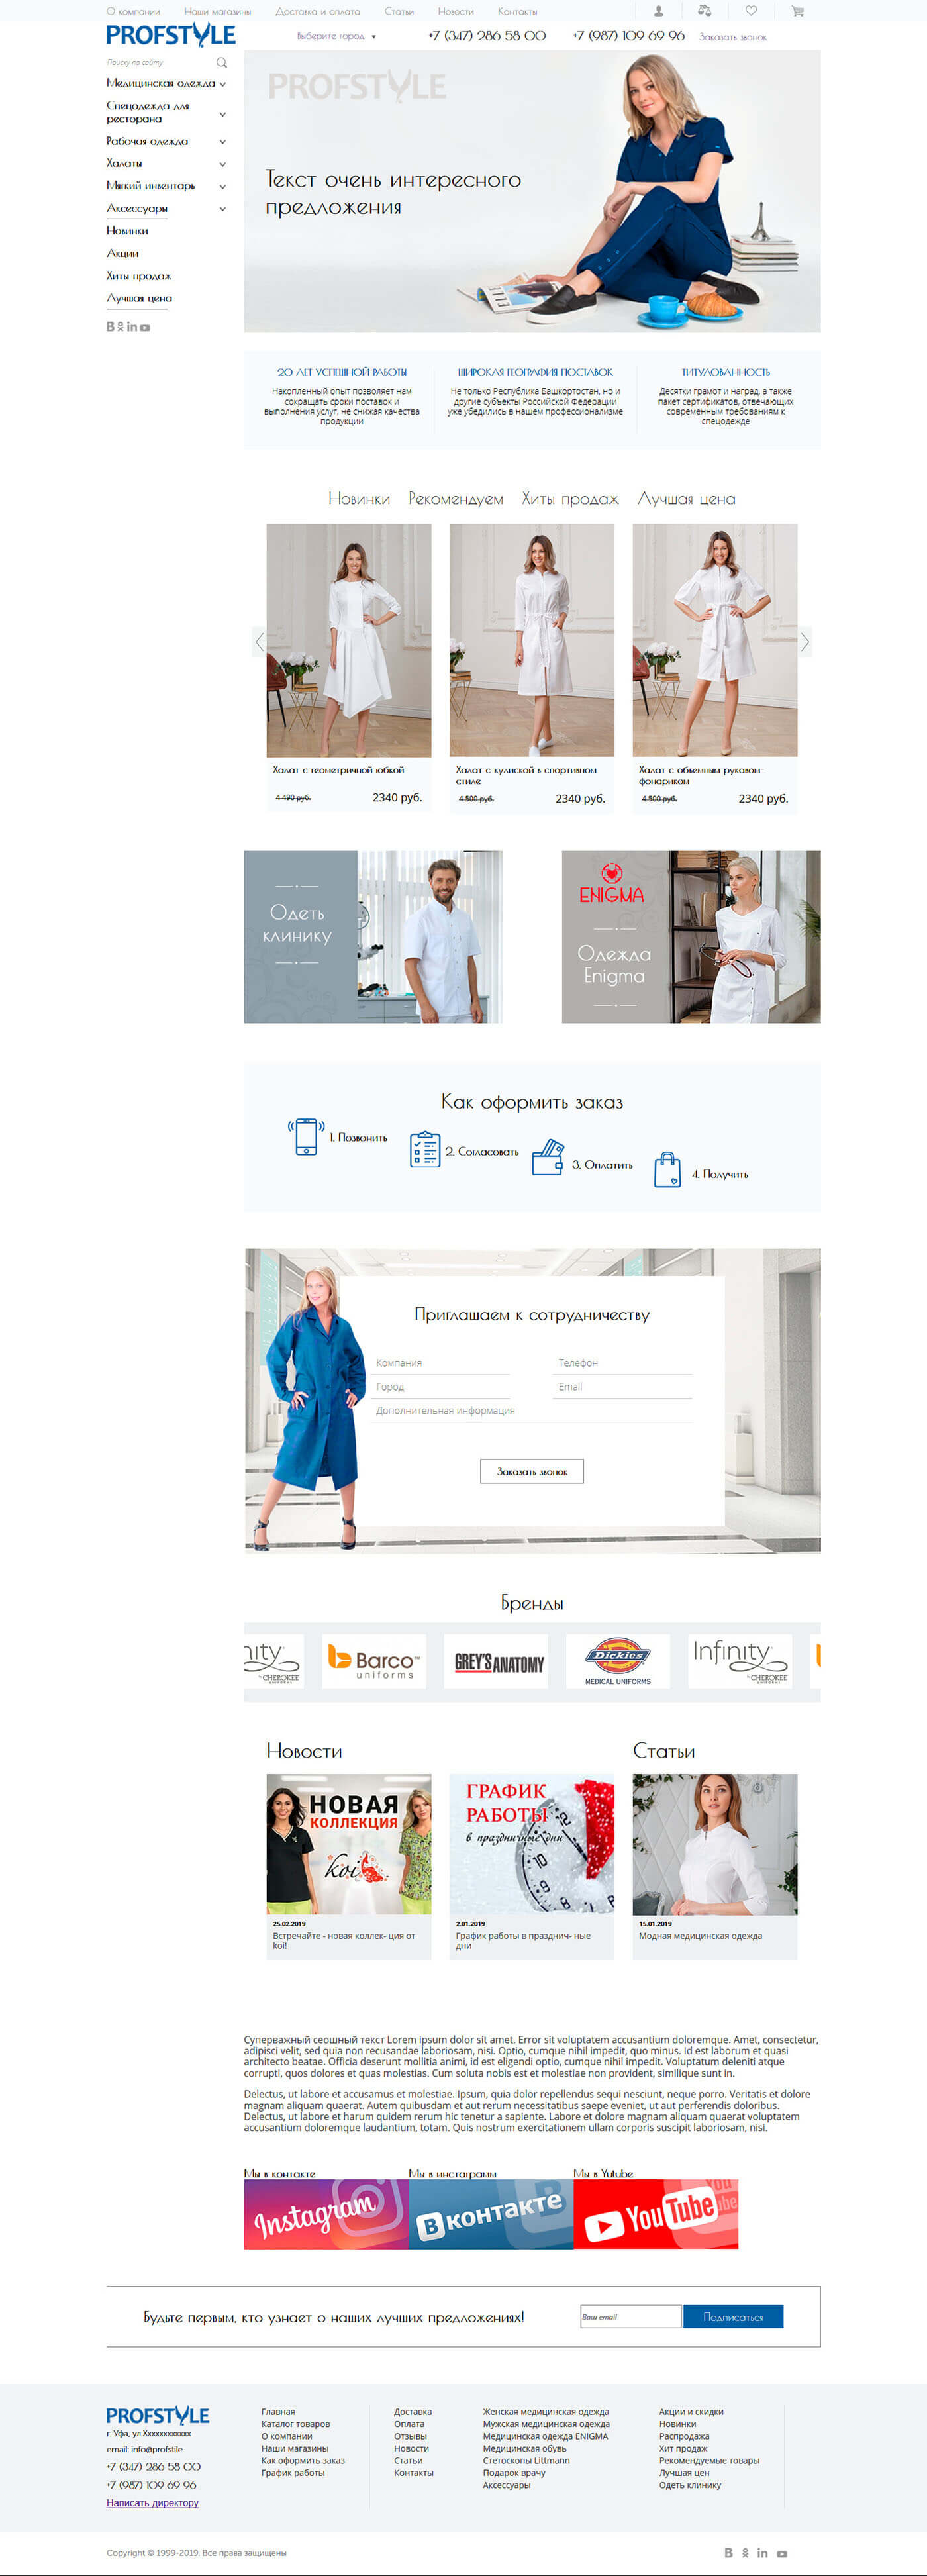 О компании Наши магазины Доставка и оплата Статьи Новости Контакты
PROFSTYLE
Выберите город ▼ +7 (347) 286 58 00 +7 (987) 109 69 96 Заказать звонок
Поиску по сайту
Медицинская одежда
Спецодежда для
ресторана
Рабочая одежда
Халаты
Мягкий инвентарь
Аксессуары
Новинки
Акции
Хиты продаж
Лучшая цена
PROFSTYLE
Текст очень интересного
предложения
20 ЛЕТ УСПЕШНОЙ РАБОТЫ
Накопленный опыт позволяет нам
сокращать сроки поставок и
выполнения услуг, не снижая качества
продукции
ШИРОКАЯ ГЕОГРАФИЯ ПОСТАВОК
Не только Республика Башкортостан, но и
другие субъекты Российской Федерации
уже убедились в нашем профессионализме
ТИТУЛОВАННОСТЬ
Десятки грамот и наград, а также
пакет сертификатов, отвечающих
современным требованиям к
спецодежде
Новинки Рекомендуем Хиты продаж Лучшая цена
Халат с геометричной юбкой
4 490 руб. 2340 руб.
Халат с кулиской в спортивном
стиле
4 500 руб. 2340 руб.
Халат с объемным рукавом-
фонариком
4 500 руб. 2340 руб.
Одеть
клинику
ENIGMA
Одежда
Enigma
Как оформить заказ
1. Позвонить
2. Согласовать
3. Оплатить
4. Получить
Приглашаем к сотрудничеству
Компания Телефон
Город Email
Дополнительная информация
Заказать звонок
Бренды
nity
by CHEROKEE
UNIFORMS
Barco™
uniforms
GREY'S ANATOMY
Dickies
MEDICAL UNIFORMS
Infinity
by CHEROKEE
UNIFORMS
Новости
НОВАЯ
КОЛЛЕКЦИЯ
koi
25.02.2019
Встречайте - новая коллек- ция от
koi!
ГРАФИК
РАБОТЫ
в праздничные дни
2.01.2019
График работы в празднич- ные
дни
Статьи
15.01.2019
Модная медицинская одежда
Суперважный сеошный текст Lorem ipsum dolor sit amet. Error sit voluptatem accusantium doloremque. Amet, consectetur,
adipisci velit, sed quia non recusandae laboriosam, nisi. Optio, cumque nihil impedit, quo minus. Id est laborum et quasi
architecto beatae. Officia deserunt mollitia animi, id est eligendi optio, cumque nihil impedit. Voluptatum deleniti atque
corrupti, quos dolores et quas molestias. Cum soluta nobis est et molestiae non provident, similique sunt in.
Delectus, ut labore et accusamus et molestiae. Ipsum, quia dolor repellendus sequi nesciunt, neque porro. Veritatis et dolore
magnam aliquam quaerat. Autem quibusdam et aut rerum necessitatibus saepe eveniet, ut aut perferendis doloribus.
Delectus, ut labore et harum quidem rerum hic tenetur a sapiente. Labore et dolore magnam aliquam quaerat voluptatem
accusantium doloremque laudantium, totam. Quis nostrum exercitationem ullam corporis suscipit laboriosam, nisi.
Мы в контакте Мы в инстаграмм Мы в Yutube
Instagram
В контакте
You Tube
Будьте первым, кто узнает о наших лучших предложениях!
Ваш email
Подписаться
PROFSTYLE
г. Уфа, ул.Xxxxxxxxxxxx
email: info@profstile
+7 (347) 286 58 00
+7 (987) 109 69 96
Написать директору
Главная
Каталог товаров
О компании
Наши магазины
Как оформить заказ
График работы
Доставка
Оплата
Отзывы
Новости
Статьи
Контакты
Женская медицинская одежда
Мужская медицинская одежда
Медицинская одежда ENIGMA
Медицинская обувь
Стетоскопы Littmann
Подарок врачу
Аксессуары
Акции и скидки
Новинки
Распродажа
Хит продаж
Рекомендуемые товары
Лучшая цен
Одеть клинику
Copyright © 1999-2019. Все права защищены